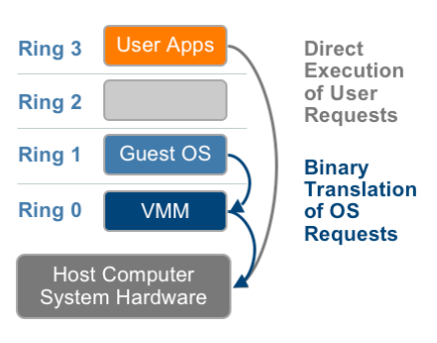 Ring 3
User Apps
Ring 2
Ring 1
Guest OS
Ring 0
VMM
Host Computer
System Hardware
Direct
Execution
of User
Requests
Binary
Translation
of OS
Requests